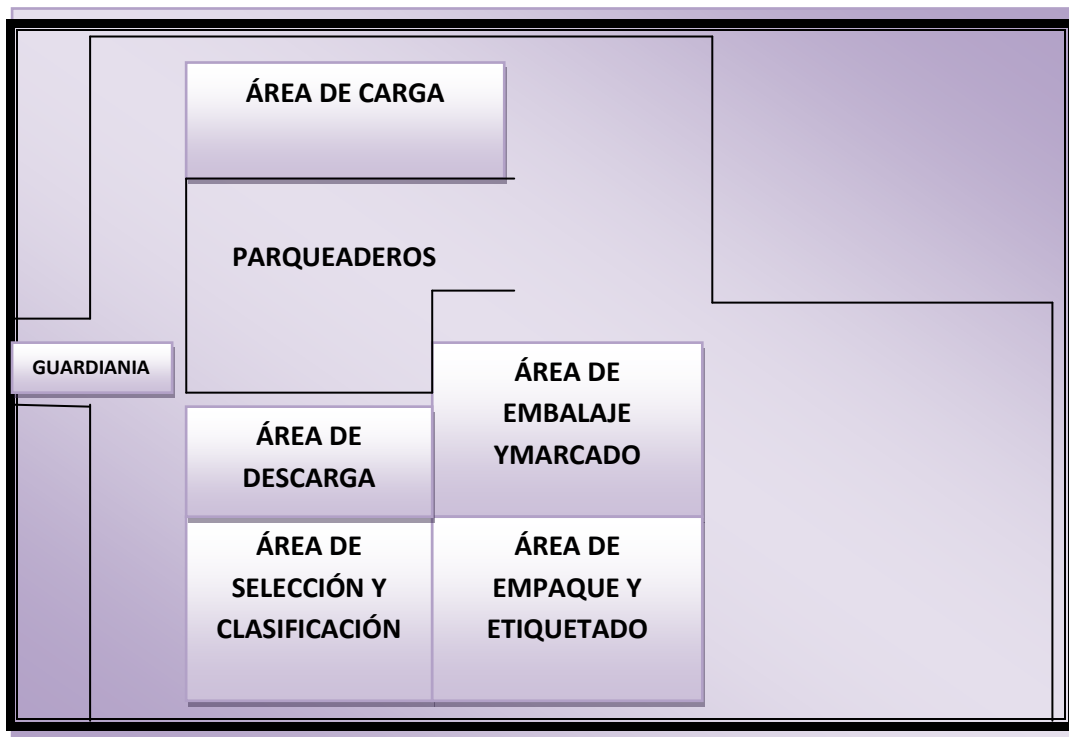 ÁREA DE CARGA
PARQUEADEROS
GUARDIANIA
ÁREA DE
EMBALAJE
YMARCADO
ÁREA DE
DESCARGA
ÁREA DE
SELECCIÓN Y
CLASIFICACIÓN
ÁREA DE
EMPAQUE Y
ETIQUETADO